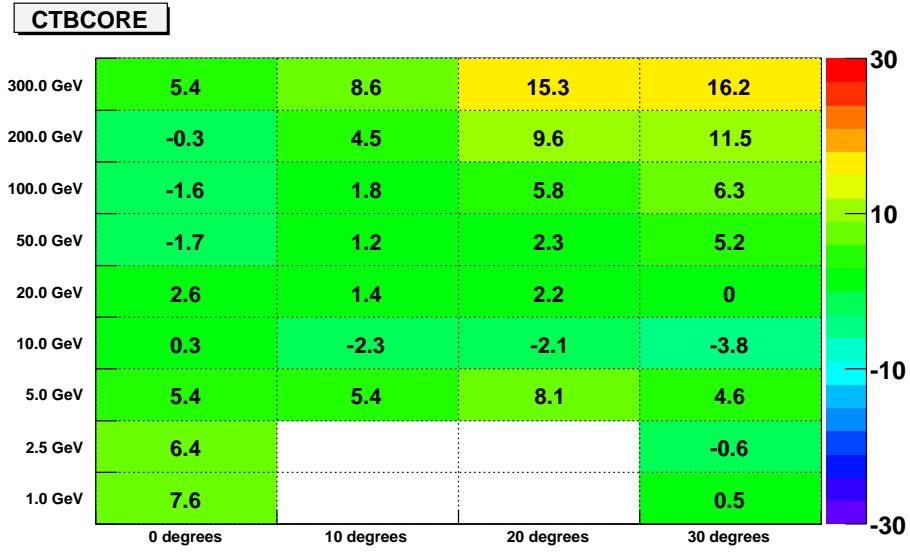 CTBCORE
30
300.0 GeV 5.4 8.6 15.3 16.2
200.0 GeV -0.3 4.5 9.6 11.5
100.0 GeV -1.6 1.8 5.8 6.3
10
50.0 GeV -1.7 1.2 2.3 5.2
20.0 GeV 2.6 1.4 2.2 0
10.0 GeV 0.3 -2.3 -2.1 -3.8
-10
5.0 GeV 5.4 5.4 8.1 4.6
2.5 GeV 6.4 -0.6
1.0 GeV 7.6 0.5
-30
0 degrees 10 degrees 20 degrees 30 degrees